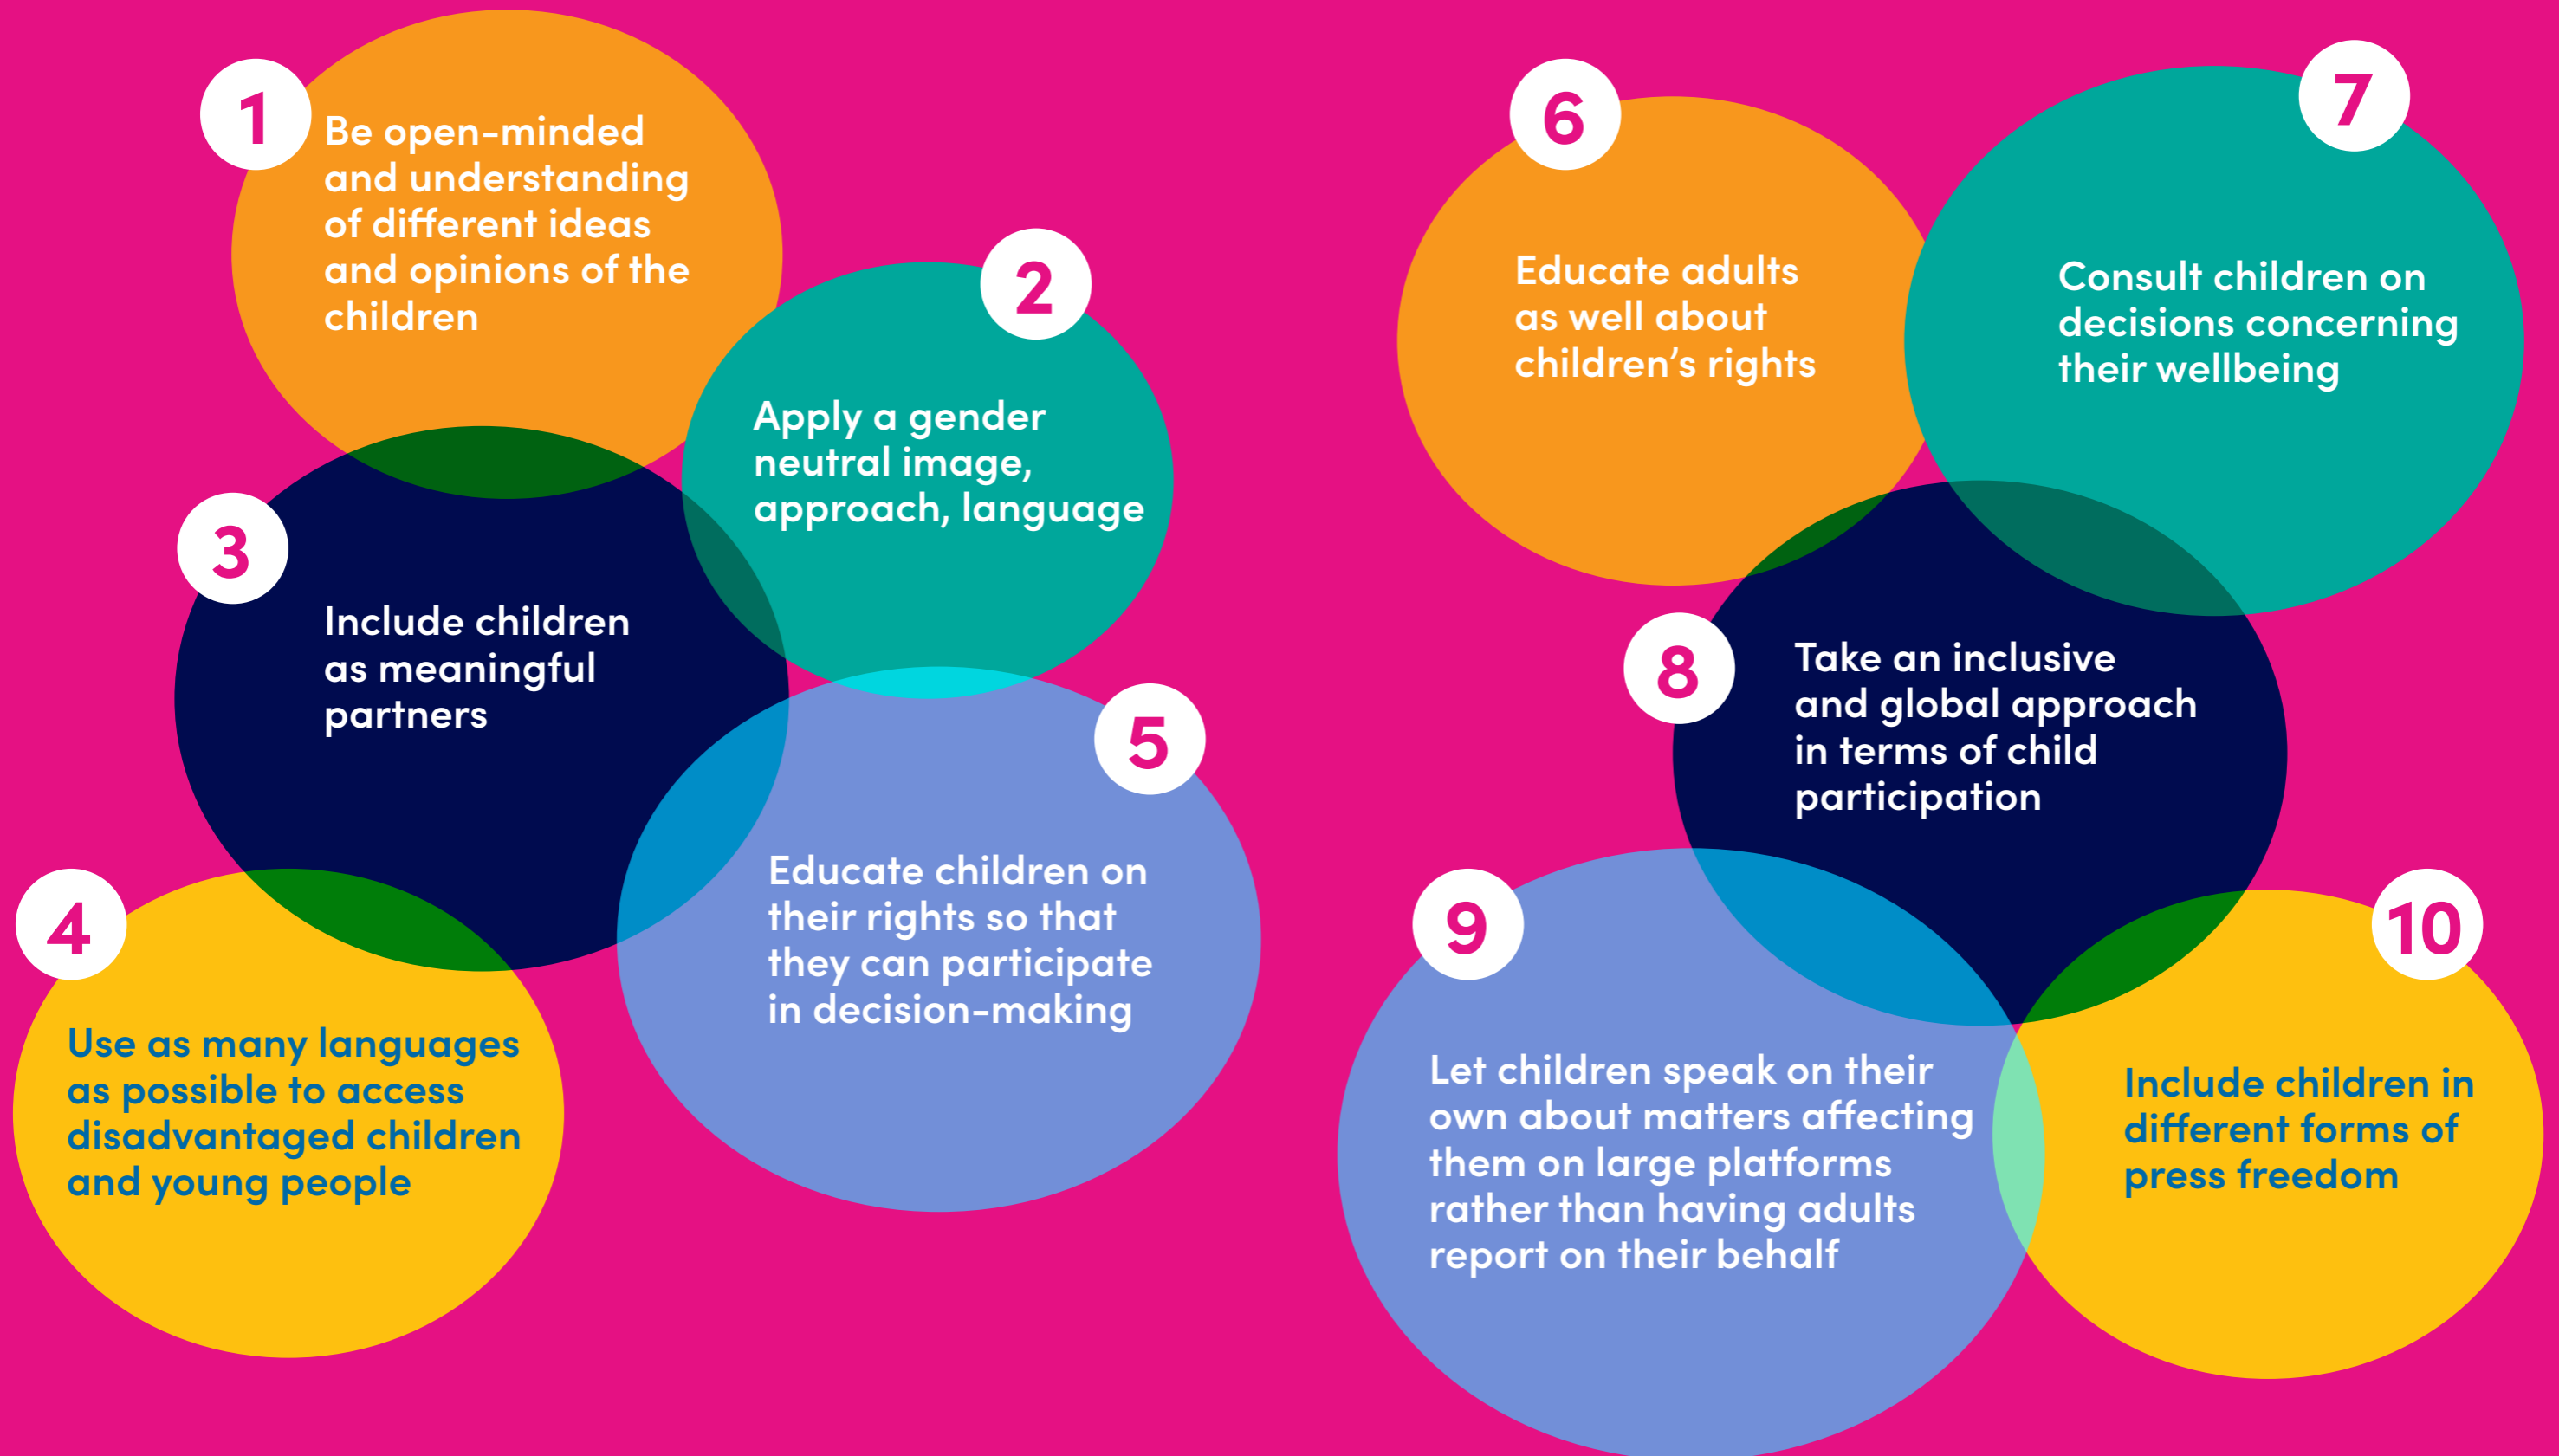 1
Be open-minded
and understanding
of different ideas
and opinions of the
children
2
Apply a gender
neutral image,
approach, language
3
Include children
as meaningful
partners
4
Use as many languages
as possible to access
disadvantaged children
and young people
5
Educate children on
their rights so that
they can participate
in decision-making
6
Educate adults
as well about
children’s rights
7
Consult children on
decisions concerning
their wellbeing
8
Take an inclusive
and global approach
in terms of child
participation
9
Let children speak on their
own about matters affecting
them on large platforms
rather than having adults
report on their behalf
10
Include children in
different forms of
press freedom